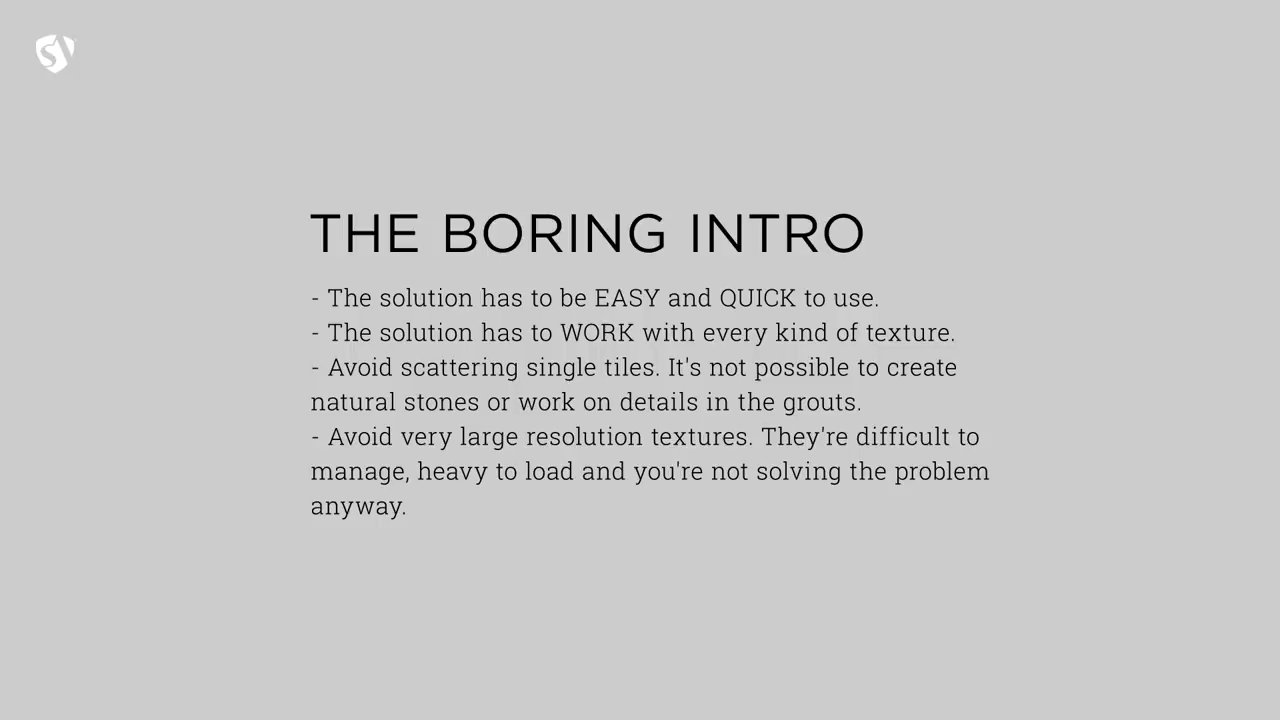 THE BORING INTRO
- The solution has to be EASY and QUICK to use.
- The solution has to WORK with every kind of texture.
- Avoid scattering single tiles. It's not possible to create
natural stones or work on details in the grouts.
- Avoid very large resolution textures. They're difficult to
manage, heavy to load and you're not solving the problem
anyway.